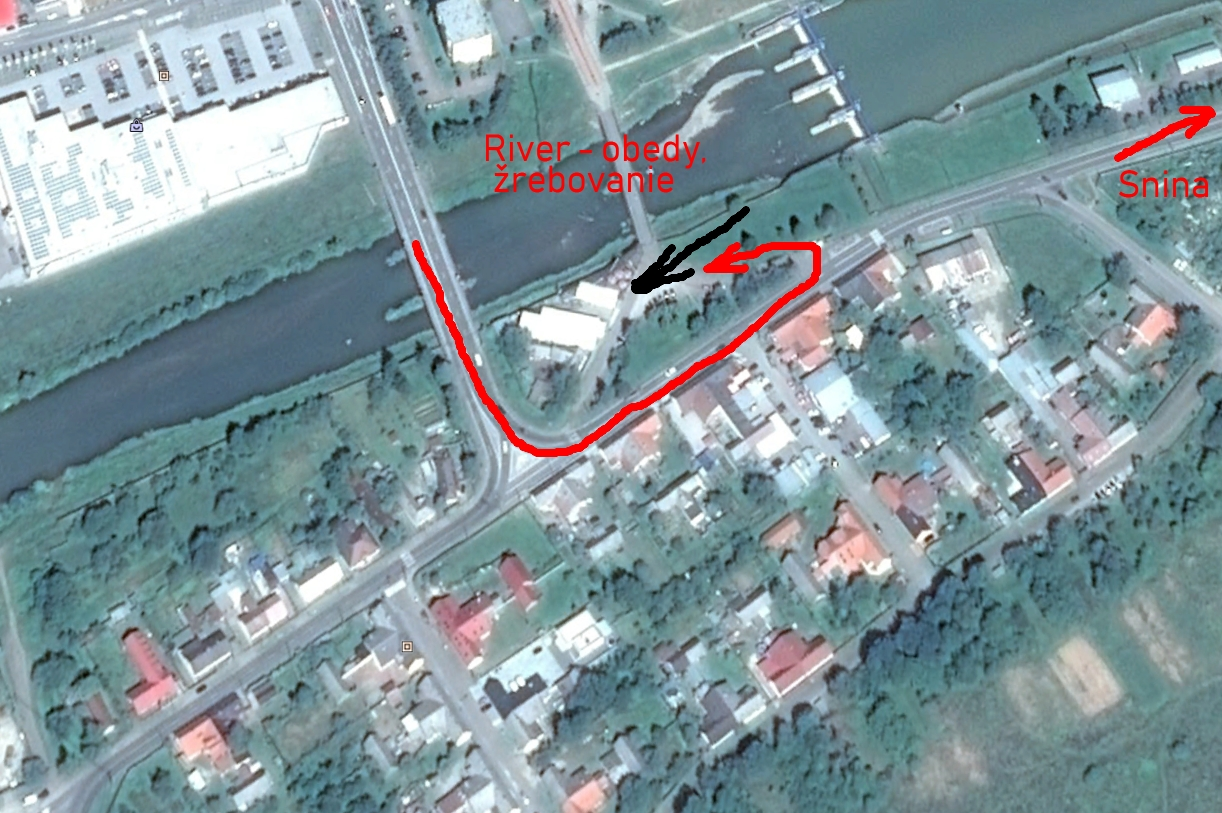 River - obedy,
žrebovanie
Snina